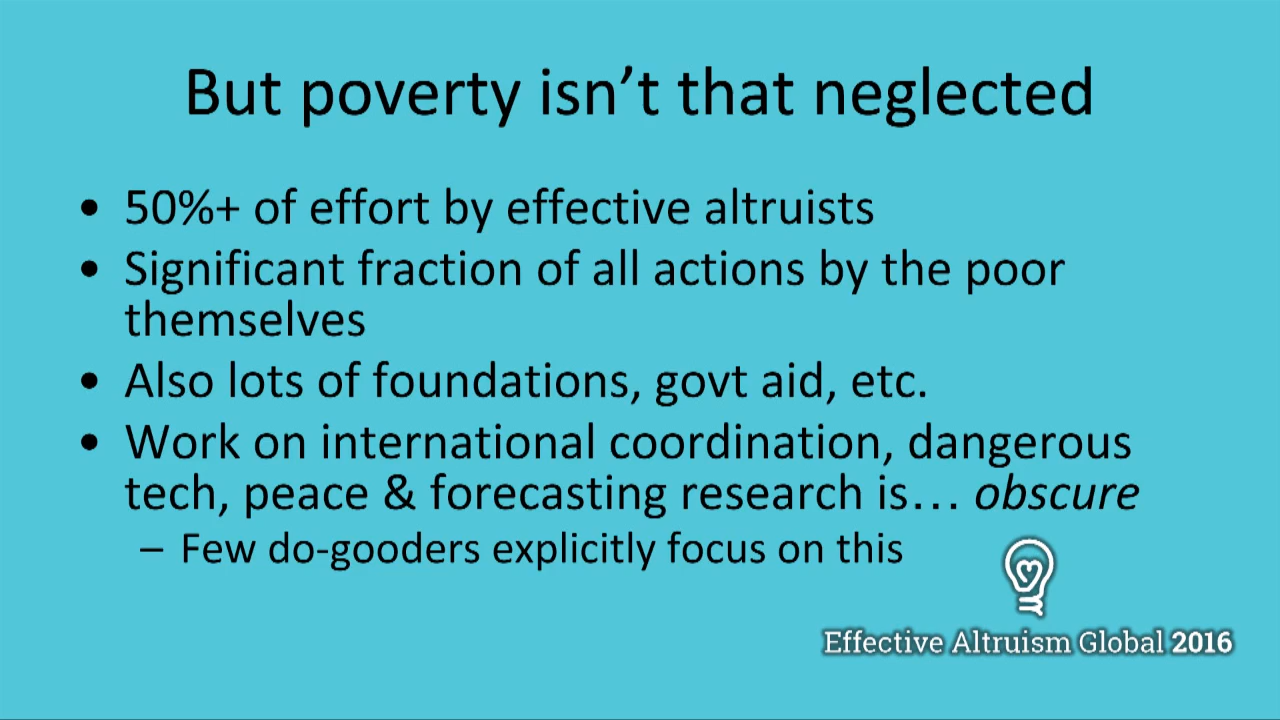 But poverty isn’t that neglected
• 50%+ of effort by effective altruists
• Significant fraction of all actions by the poor
themselves
• Also lots of foundations, govt aid, etc.
• Work on international coordination, dangerous
tech, peace & forecasting research is… obscure
– Few do-gooders explicitly focus on this
Effective Altruism Global 2016